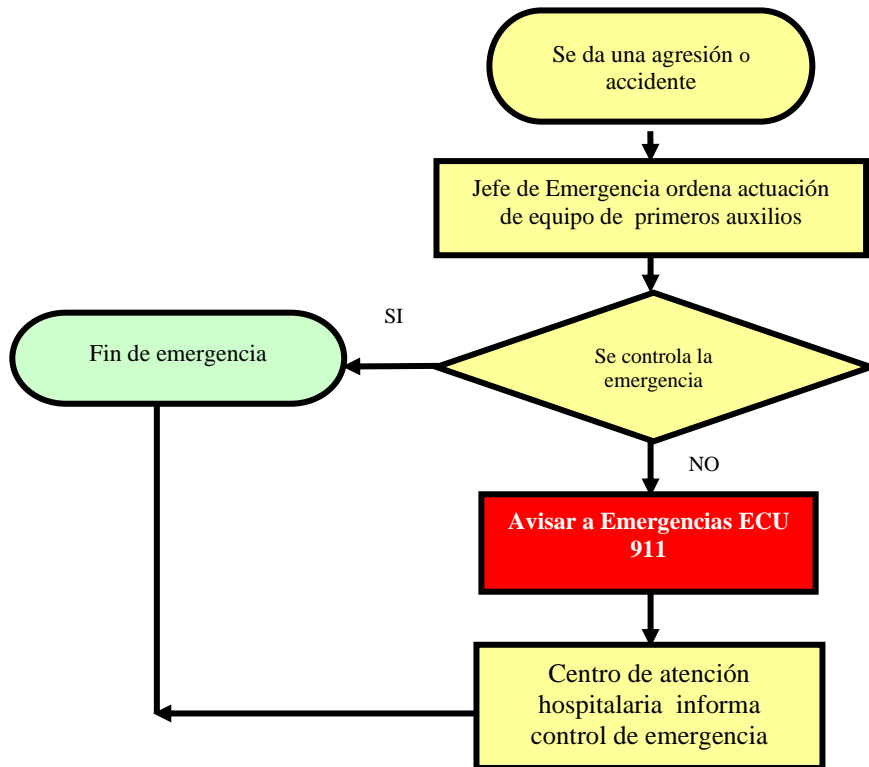 Se da una agresión o
accidente
Jefe de Emergencia ordena actuación
de equipo de primeros auxilios
SI
Fin de emergencia
Se controla la
emergencia
NO
Avisar a Emergencias ECU
911
Centro de atención
hospitalaria informa
control de emergencia